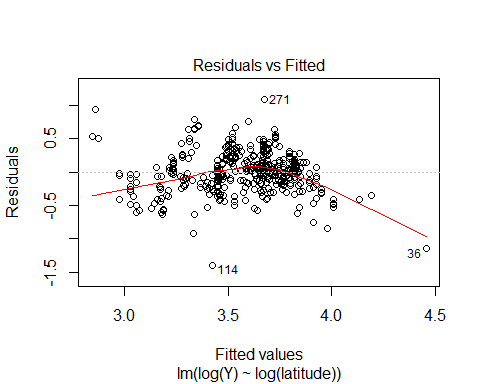 Residuals vs Fitted
271
0.5
Residuals
-0.5
-1.5
114
36
3.0 3.5 4.0 4.5
Fitted values
lm(log(Y) ~ log(latitude))